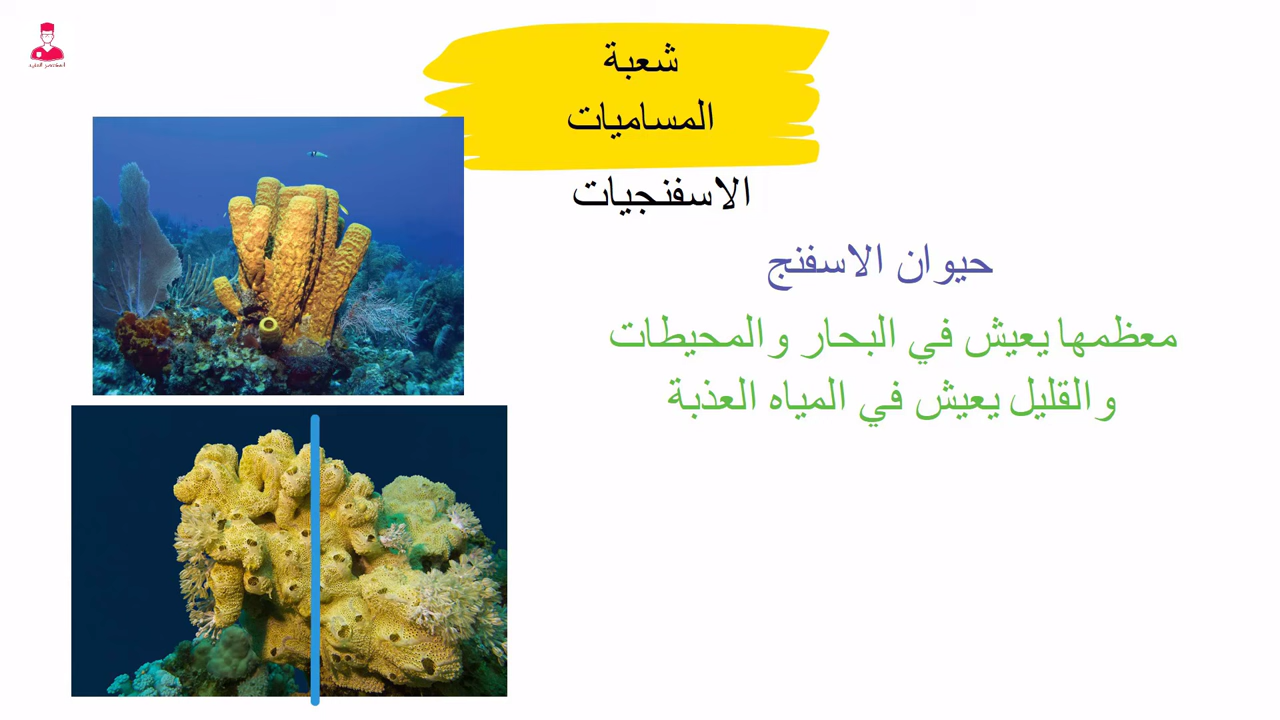 شعبة
المساميات
الاسفنجيات
حيوان الاسفنج
معظمها يعيش في البحار والمحيطات
والقليل يعيش في المياه العذبة